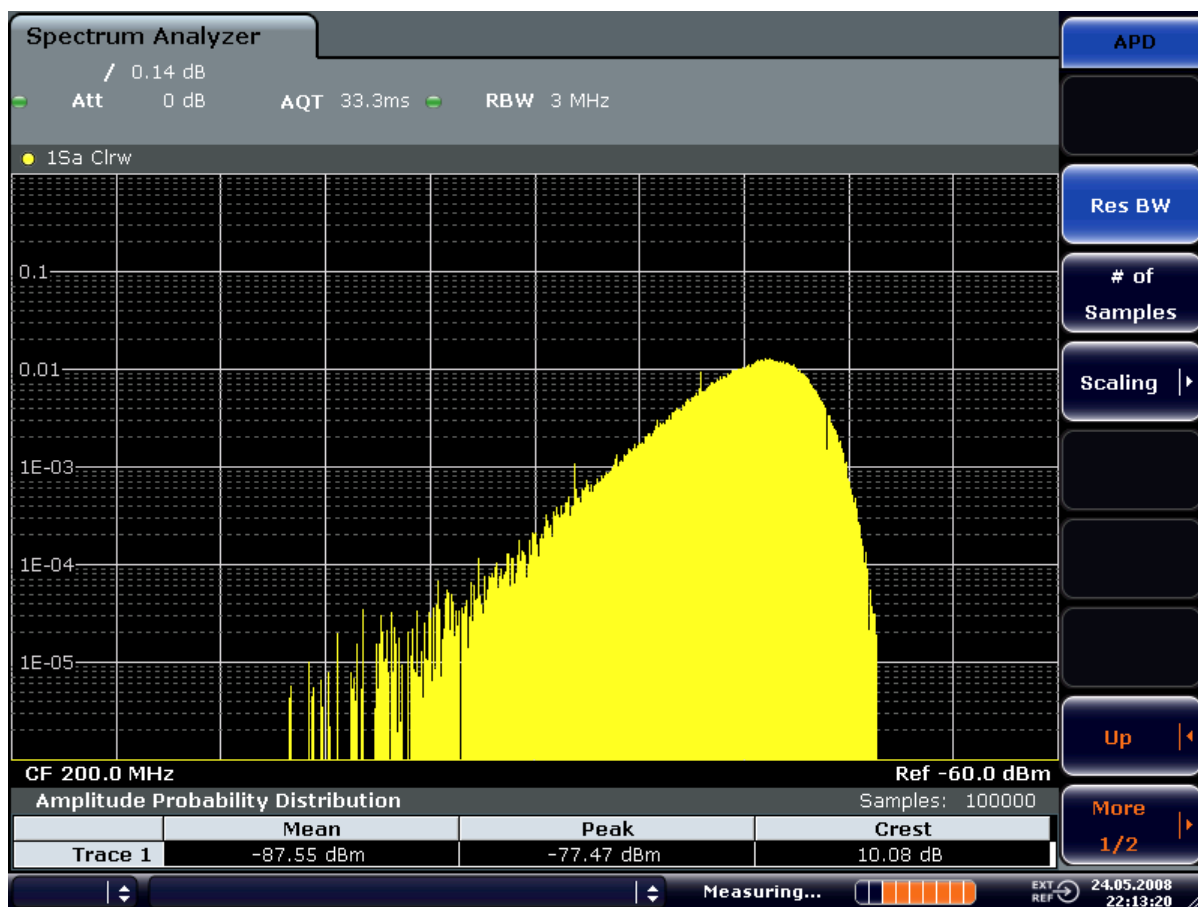 Spectrum Analyzer
/ 0.14 dB
Att 0 dB AQT 33.3ms RBW 3 MHz
1Sa Clrw
0.1
0.01
1E-03
1E-04
1E-05
CF 200.0 MHz Ref -60.0 dBm
Amplitude Probability Distribution Samples: 100000
Mean Peak Crest
Trace 1 -87.55 dBm -77.47 dBm 10.08 dB
Measuring...
EXT REF
24.05.2008
22:13:20
APD
Res BW
# of
Samples
Scaling
Up
More
1/2